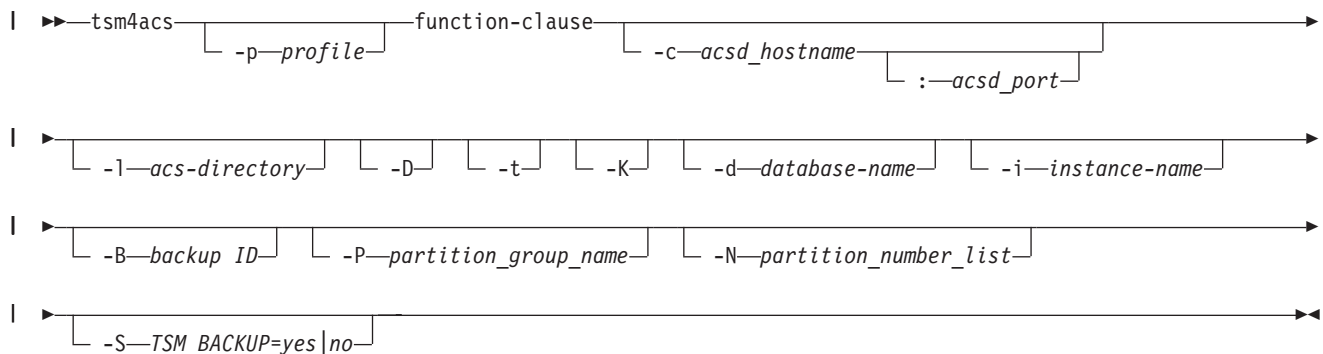 tsm4acs -p profile function-clause -c acsd_hostname : acsd_port
-l acs-directory -D -t -K -d database-name -i instance-name
-B backup ID -P partition_group_name -N partition_number_list
-S TSM BACKUP=yes|no